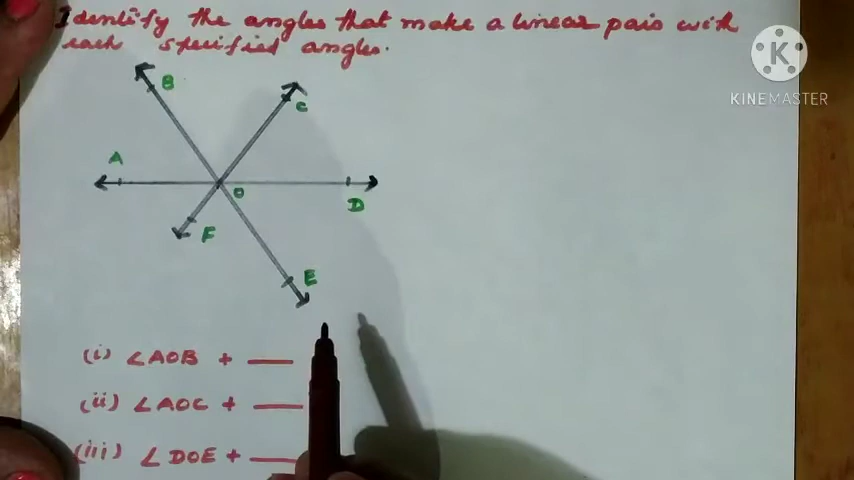 Identify the angles that make a linear pair with
each specified angles.
K
KINEMASTER
B
C
A
O
D
F
E
(i) ∠AOB + ___
(ii) ∠AOC + ___
(iii) ∠DOE + ___